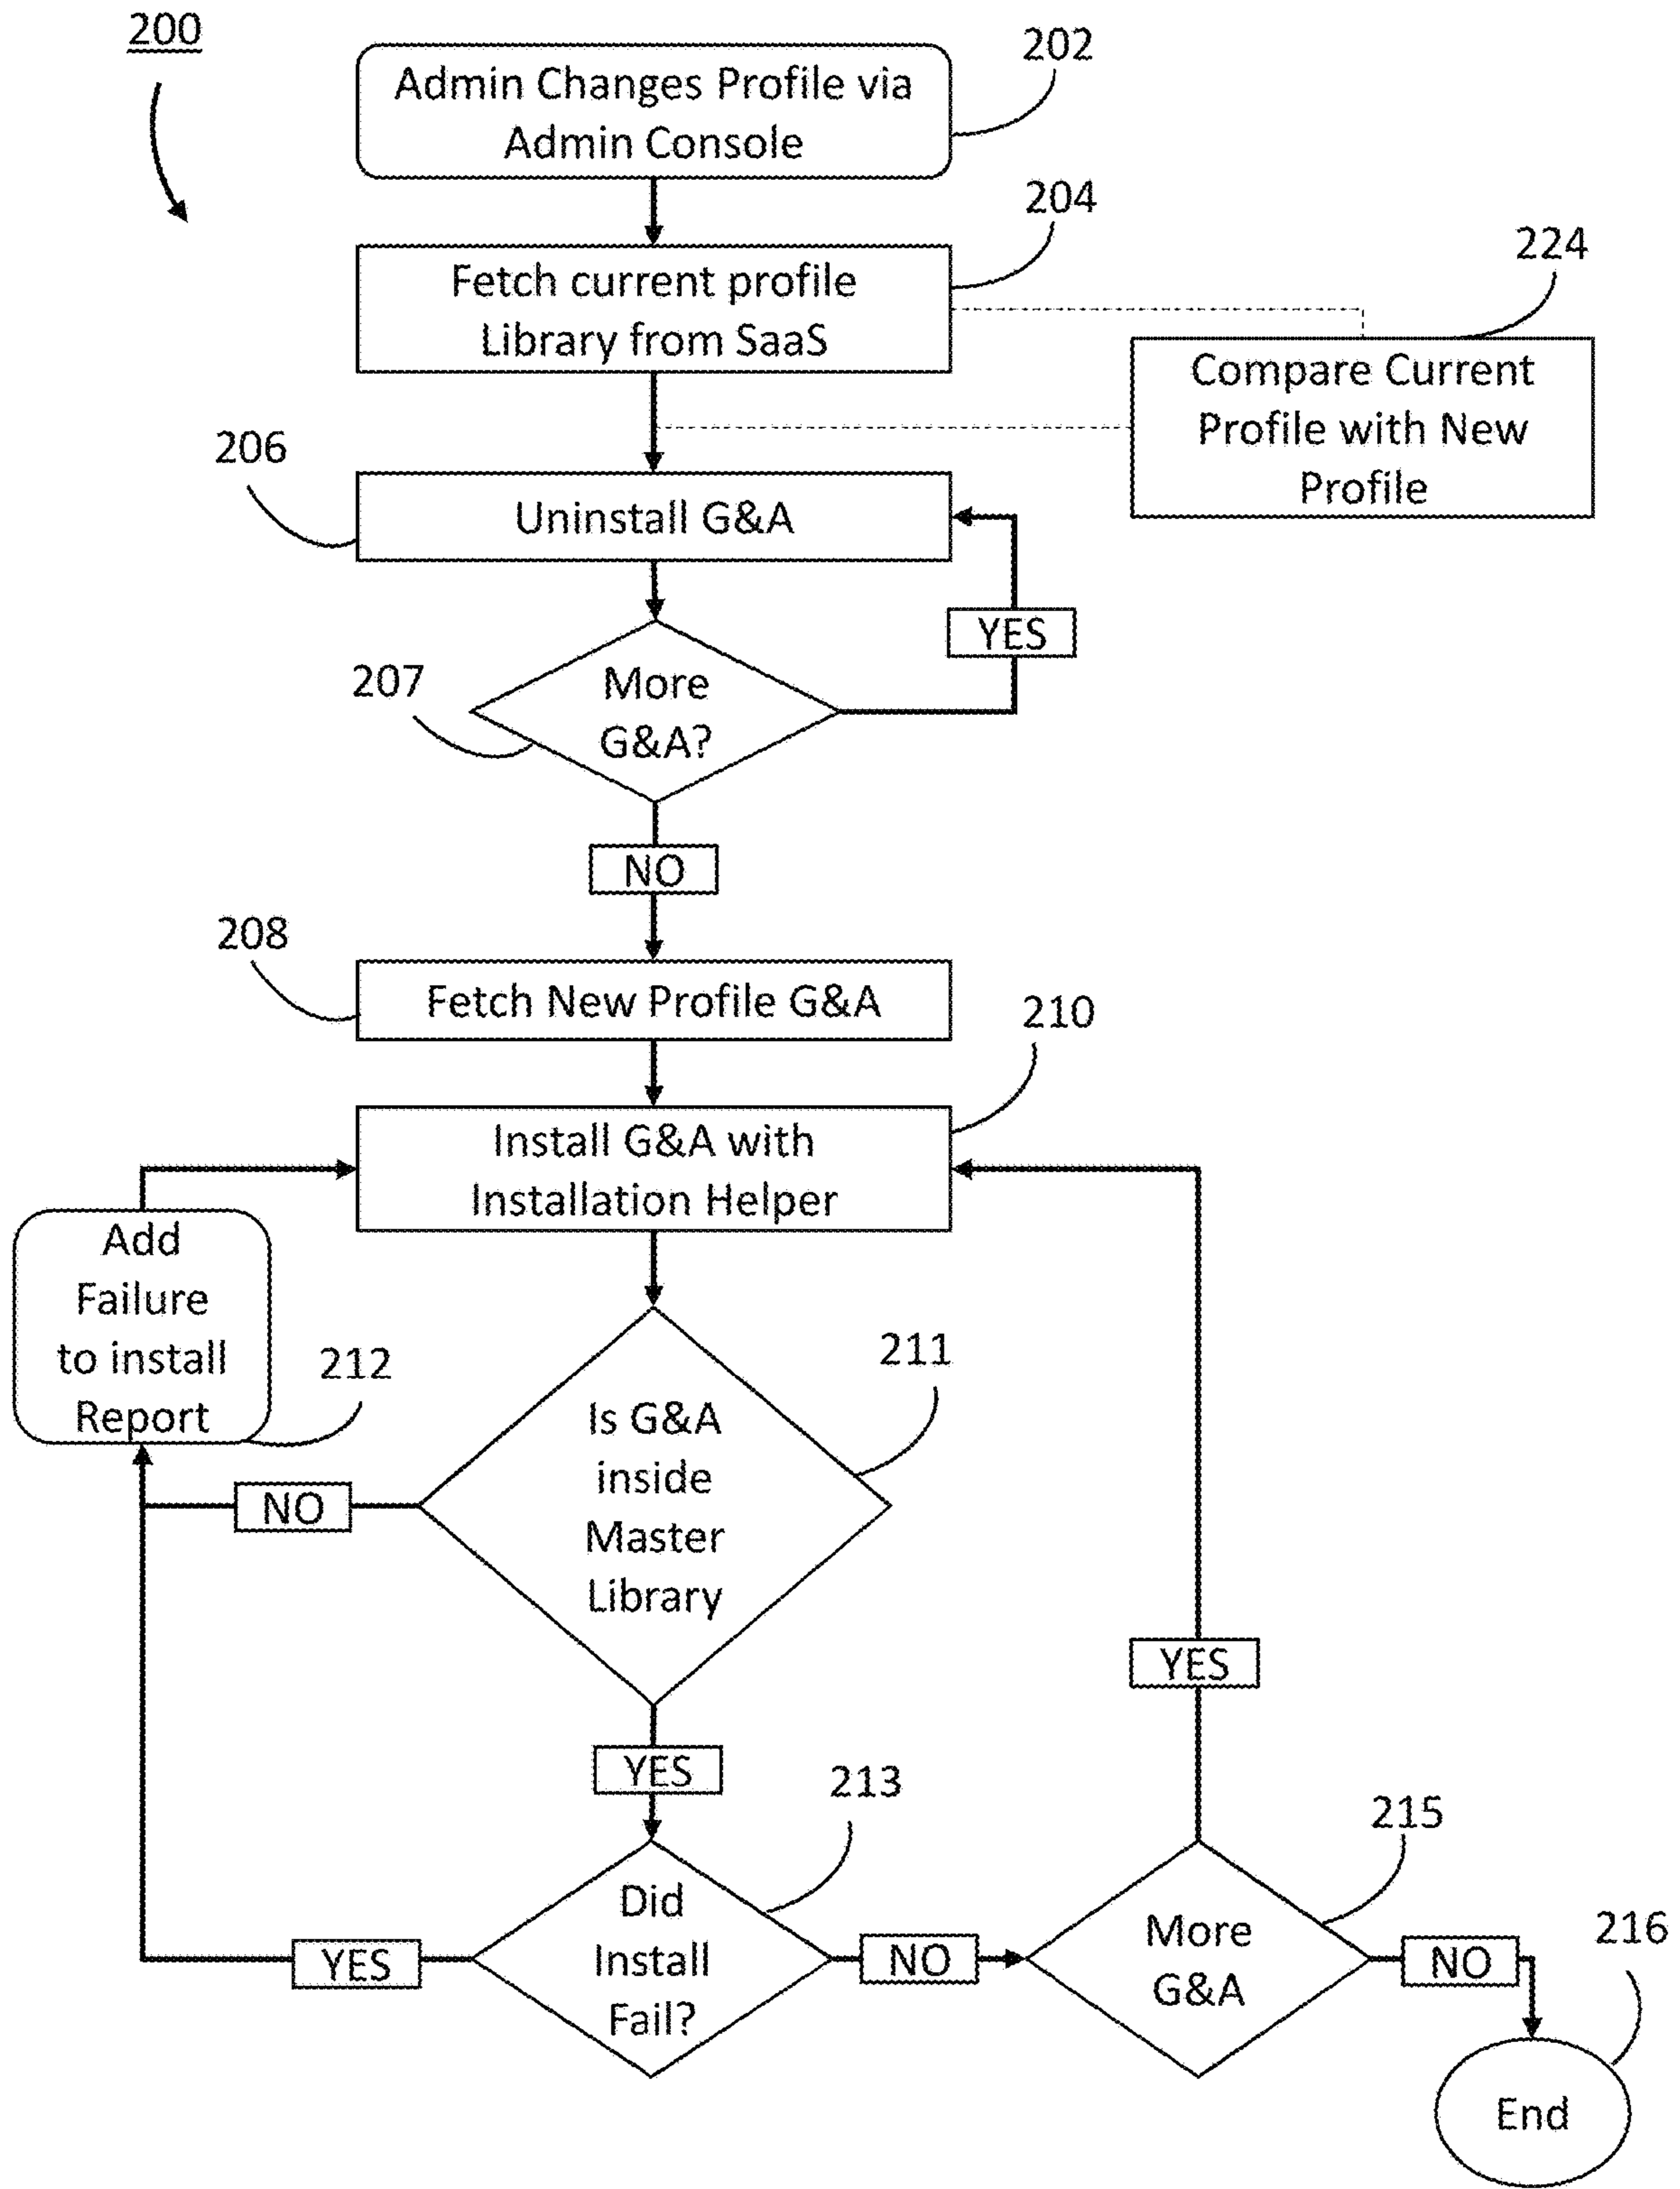 200
Admin Changes Profile via
Admin Console
202
204
Fetch current profile
Library from SaaS
224
Compare Current
Profile with New
Profile
206
Uninstall G&A
YES
207
More
G&A?
NO
208
Fetch New Profile G&A
210
Install G&A with
Installation Helper
Add
Failure
to install
Report
212
211
Is G&A
inside
Master
Library
NO
YES
YES
213
215
Did
Install
Fail?
YES
NO
More
G&A
NO
216
End